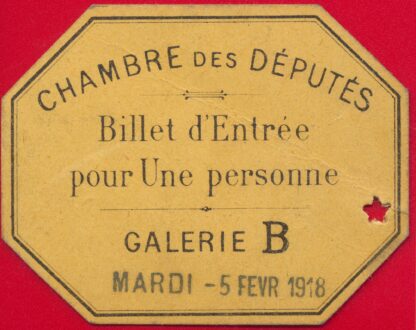 CHAMBRE DES DÉPUTÉS
Billet d'Entrée
pour Une personne
GALERIE B
MARDI - 5 FEVR 1918